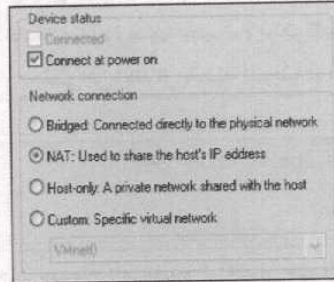 Device status
Connected
Connect at power on
Network connection
Bridged: Connected directly to the physical network
NAT: Used to share the host's IP address
Host-only: A private network shared with the host
Custom: Specific virtual network
VMnet0